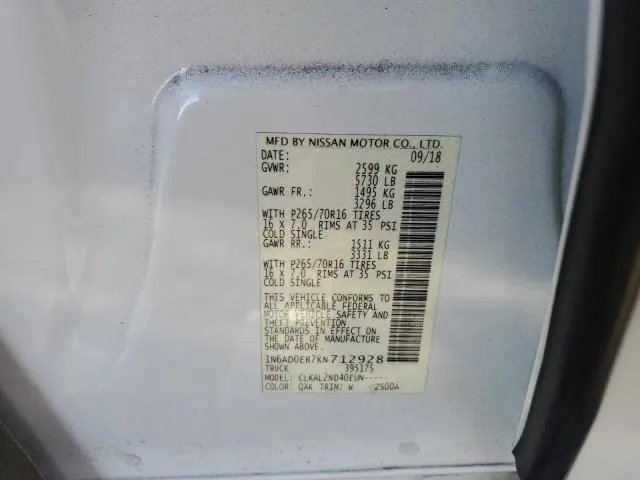 MFD BY NISSAN MOTOR CO., LTD.
DATE: 09/18
GVWR: 2599 KG
5730 LB
GAWR FR.: 1495 KG
3296 LB
WITH P265/70R16 TIRES
16 X 7.0 RIMS AT 35 PSI
COLD SINGLE
GAWR RR.: 1511 KG
3331 LB
WITH P265/70R16 TIRES
16 X 7.0 RIMS AT 35 PSI
COLD SINGLE
THIS VEHICLE CONFORMS TO
ALL APPLICABLE FEDERAL
MOTOR VEHICLE SAFETY AND
THEFT PREVENTION
STANDARDS IN EFFECT ON
THE DATE OF MANUFACTURE
SHOWN ABOVE.
1N6AD0ER7KN712928
TRUCK 395175
MODEL: CLKAL2ND40EUN-----
COLOR: QAK TRIM: W 2500A